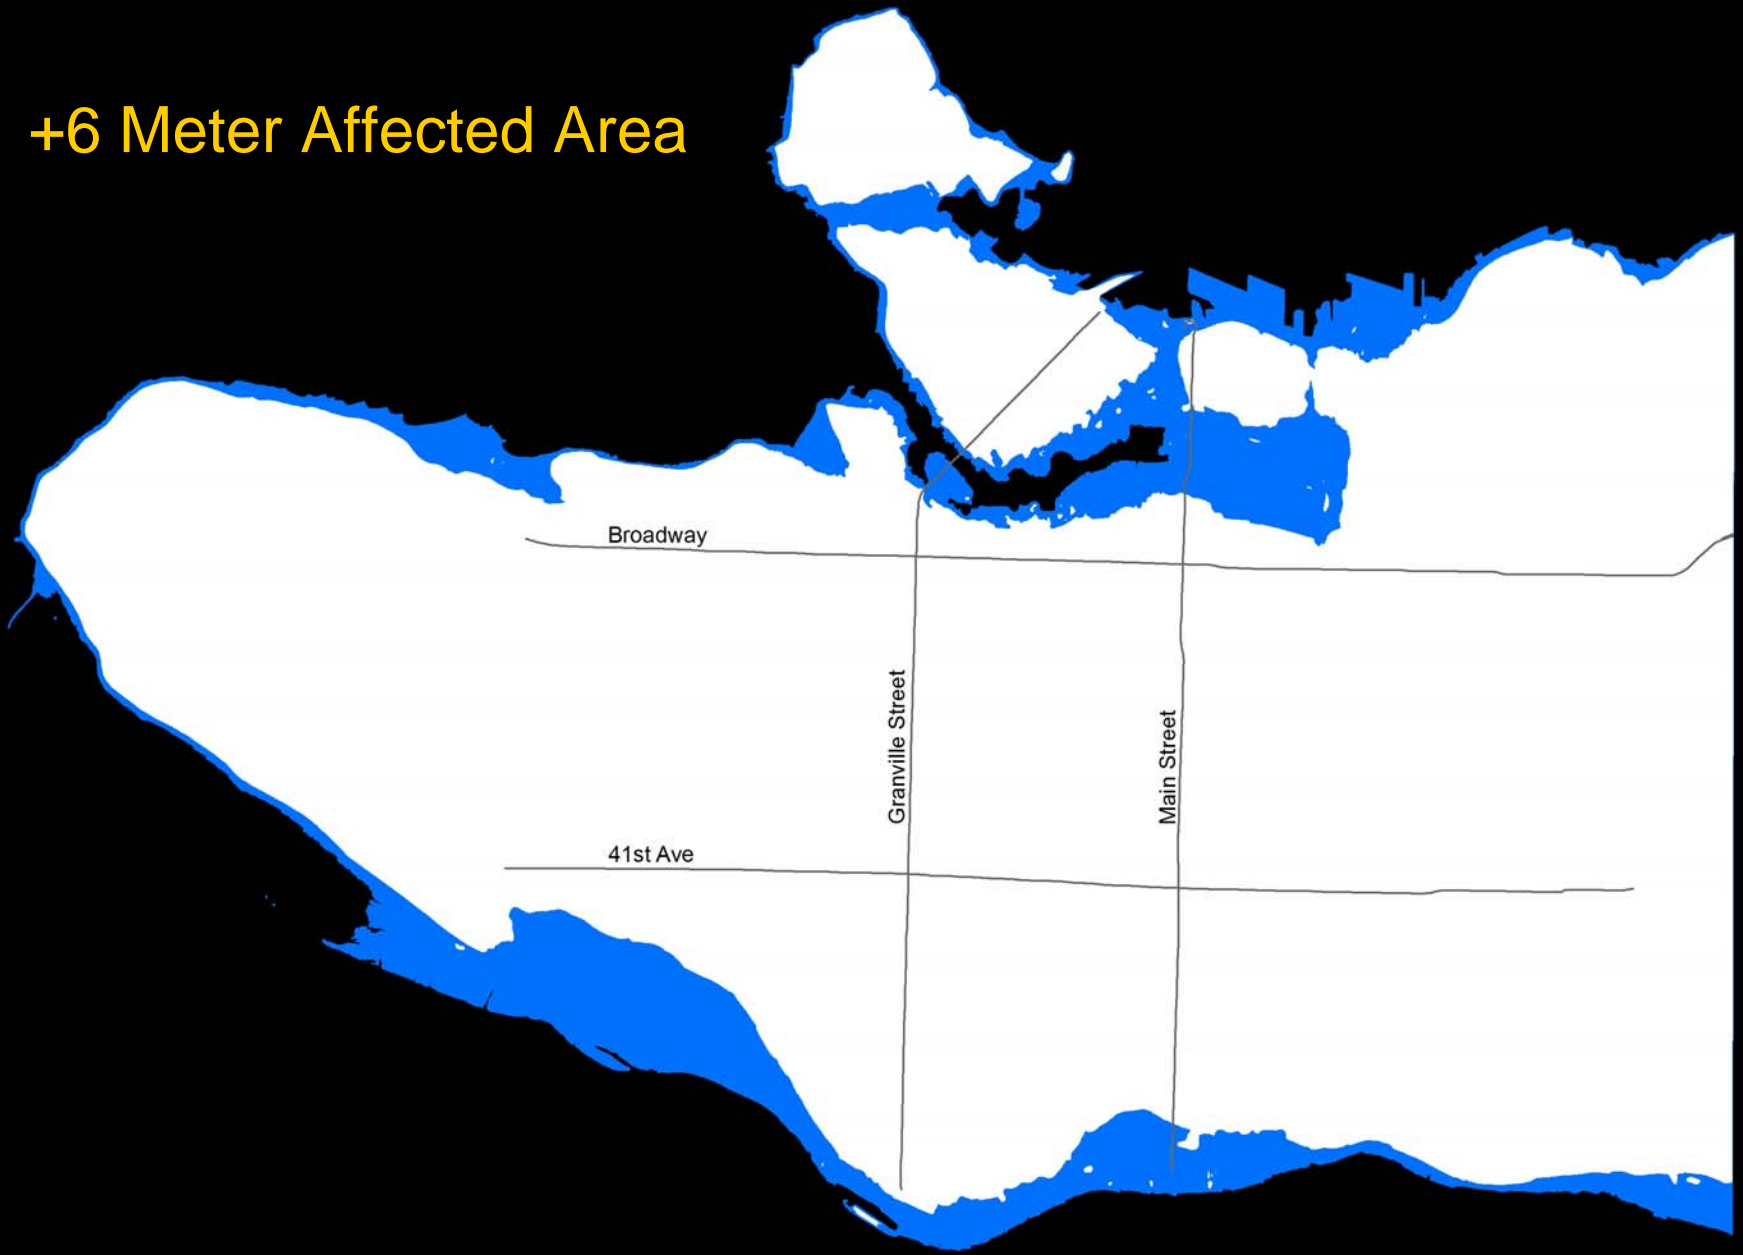 +6 Meter Affected Area
Broadway
Granville Street
Main Street
41st Ave